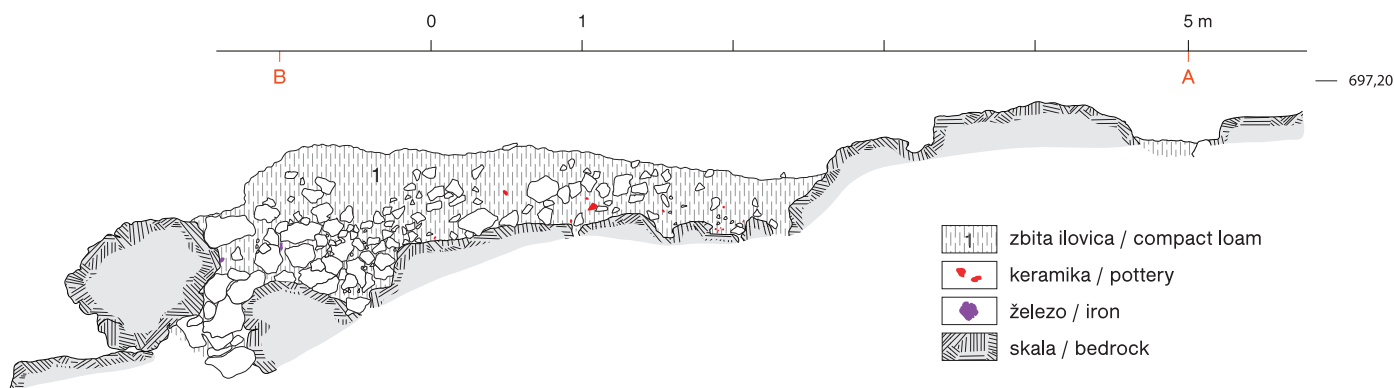 0 1 5 m
B A
697,20
1
1 zbita ilovica / compact loam
keramika / pottery
železo / iron
skala / bedrock